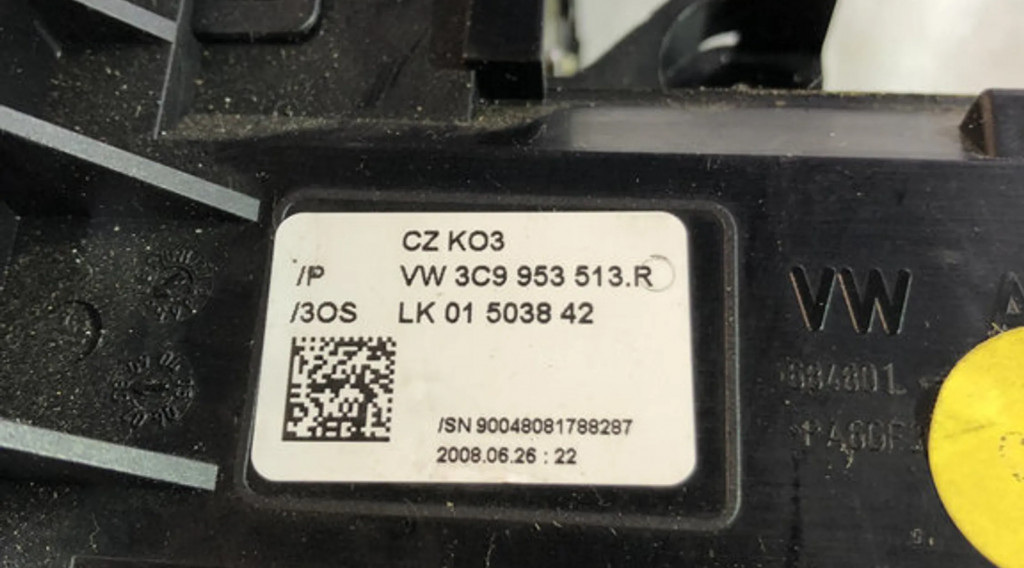 CZ KO3
/P VW 3C9 953 513.R
/3OS LK 01 5038 42
/SN 90048081788287
2008.06.26 : 22
VW